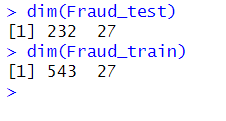 > dim(Fraud_test)
[1] 232  27
> dim(Fraud_train)
[1] 543  27
>